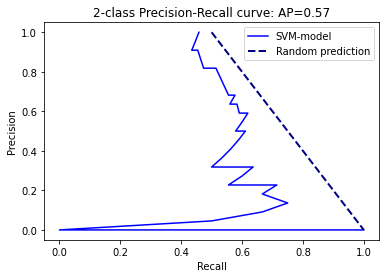 2-class Precision-Recall curve: AP=0.57
SVM-model
Random prediction
Precision
1.0
0.8
0.6
0.4
0.2
0.0
0.0 0.2 0.4 0.6 0.8 1.0
Recall